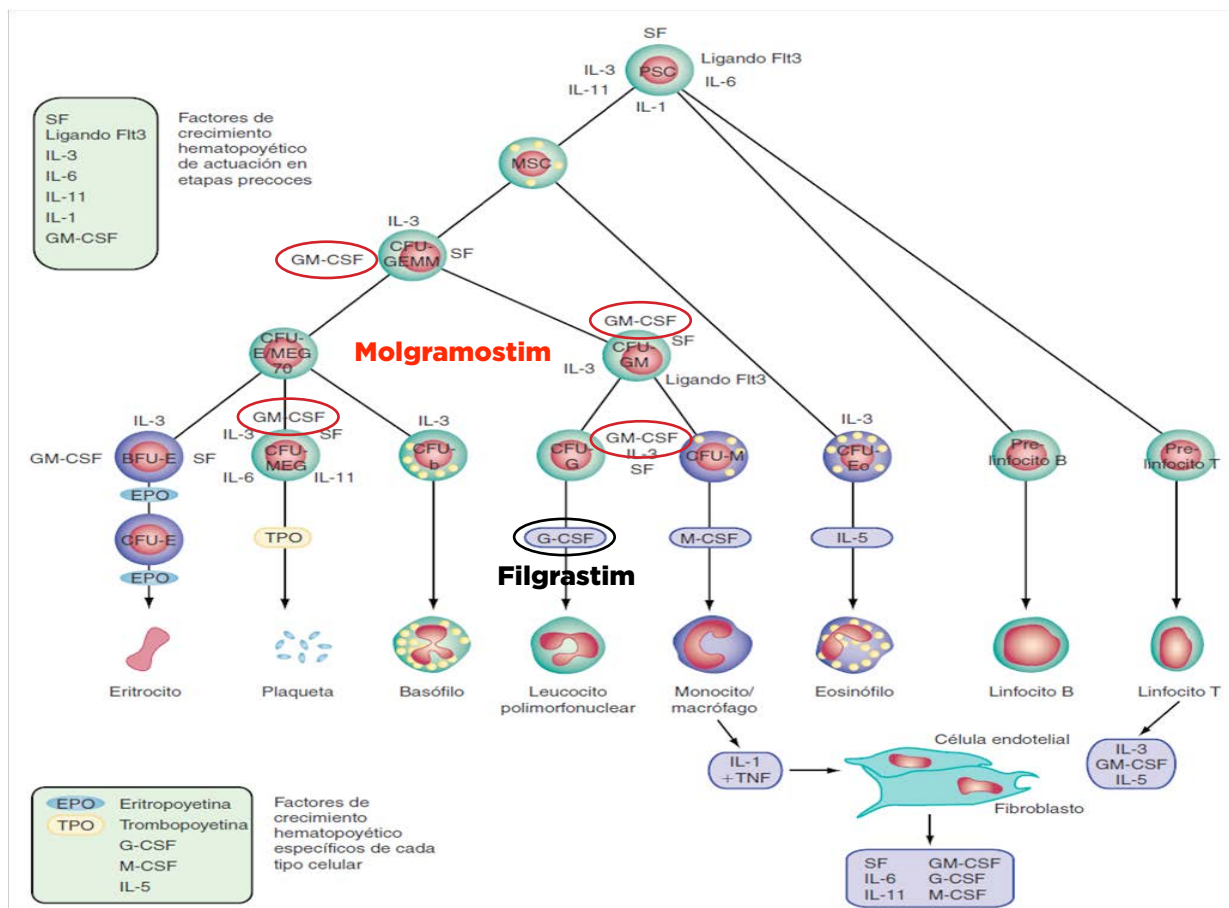 SF
Ligando Flt3
IL-3
PSC
IL-6
IL-11
IL-1
SF
Ligando Flt3
IL-3
IL-6
IL-11
IL-1
GM-CSF
Factores de
crecimiento
hematopoyético
de actuación en
etapas precoces
MSC
IL-3
GM-CSF
CFU-
GEMM
SF
GM-CSF
CFU-
E/MEG
70
Molgramostim
SF
CFU-
GM
IL-3
Ligando Flt3
IL-3
GM-CSF
BFU-E
SF
GM-CSF
IL-3
SF
CFU-
MEG
IL-6
IL-11
IL-3
CFU-
b
CFU-
G
GM-CSF
IL-3
SF
CFU-M
IL-3
CFU-
Eo
Pre-
linfocito B
Pre-
linfocito T
EPO
CFU-E
EPO
TPO
G-CSF
M-CSF
IL-5
Filgrastim
Eritrocito
Plaqueta
Basófilo
Leucocito
polimorfonuclear
Monocito/
macrófago
Eosinófilo
Linfocito B
Linfocito T
IL-1
+TNF
Célula endotelial
Fibroblasto
IL-3
GM-CSF
IL-5
EPO Eritropoyetina
TPO Trombopoyetina
G-CSF
M-CSF
IL-5
Factores de
crecimiento
hematopoyético
específicos de cada
tipo celular
SF GM-CSF
IL-6 G-CSF
IL-11 M-CSF